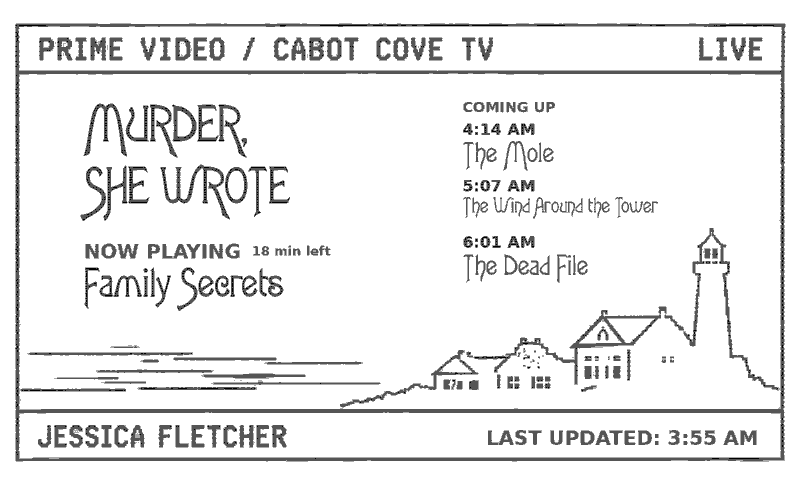 PRIME VIDEO / CABOT COVE TV
LIVE
MURDER,
SHE WROTE
NOW PLAYING 18 min left
Family Secrets
COMING UP
4:14 AM
The Mole
5:07 AM
The Wind Around the Tower
6:01 AM
The Dead File
JESSICA FLETCHER
LAST UPDATED: 3:55 AM